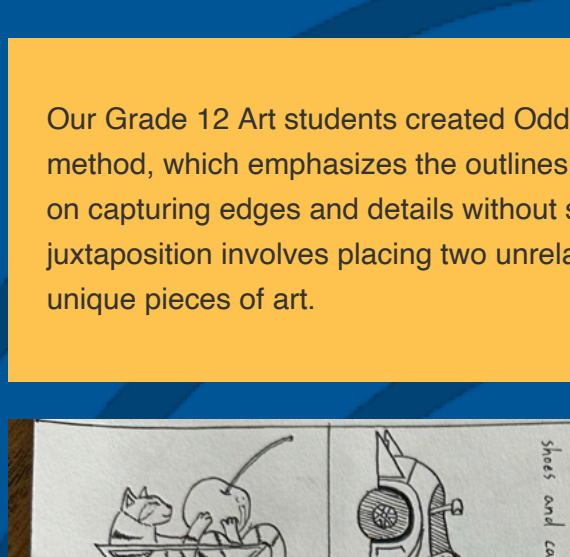 Our Grade 12 Art students created Odd
method, which emphasizes the outlines
on capturing edges and details without
juxtaposition involves placing two
unique pieces of art.
shoes and